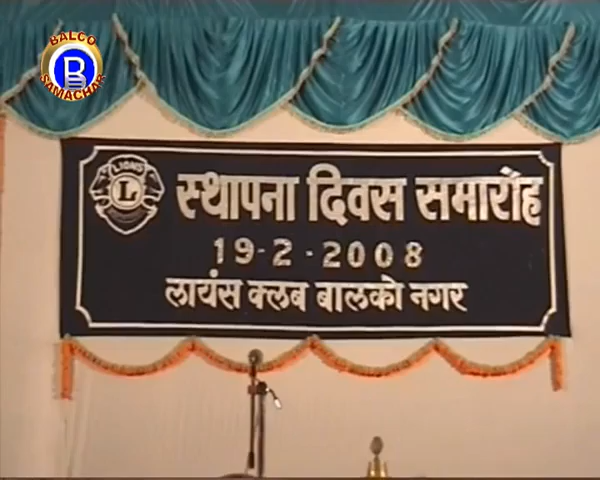 BALCO
B
SAMACHAR
LIONS
L
स्थापना दिवस समारोह
19-2-2008
लायंस क्लब बालको नगर